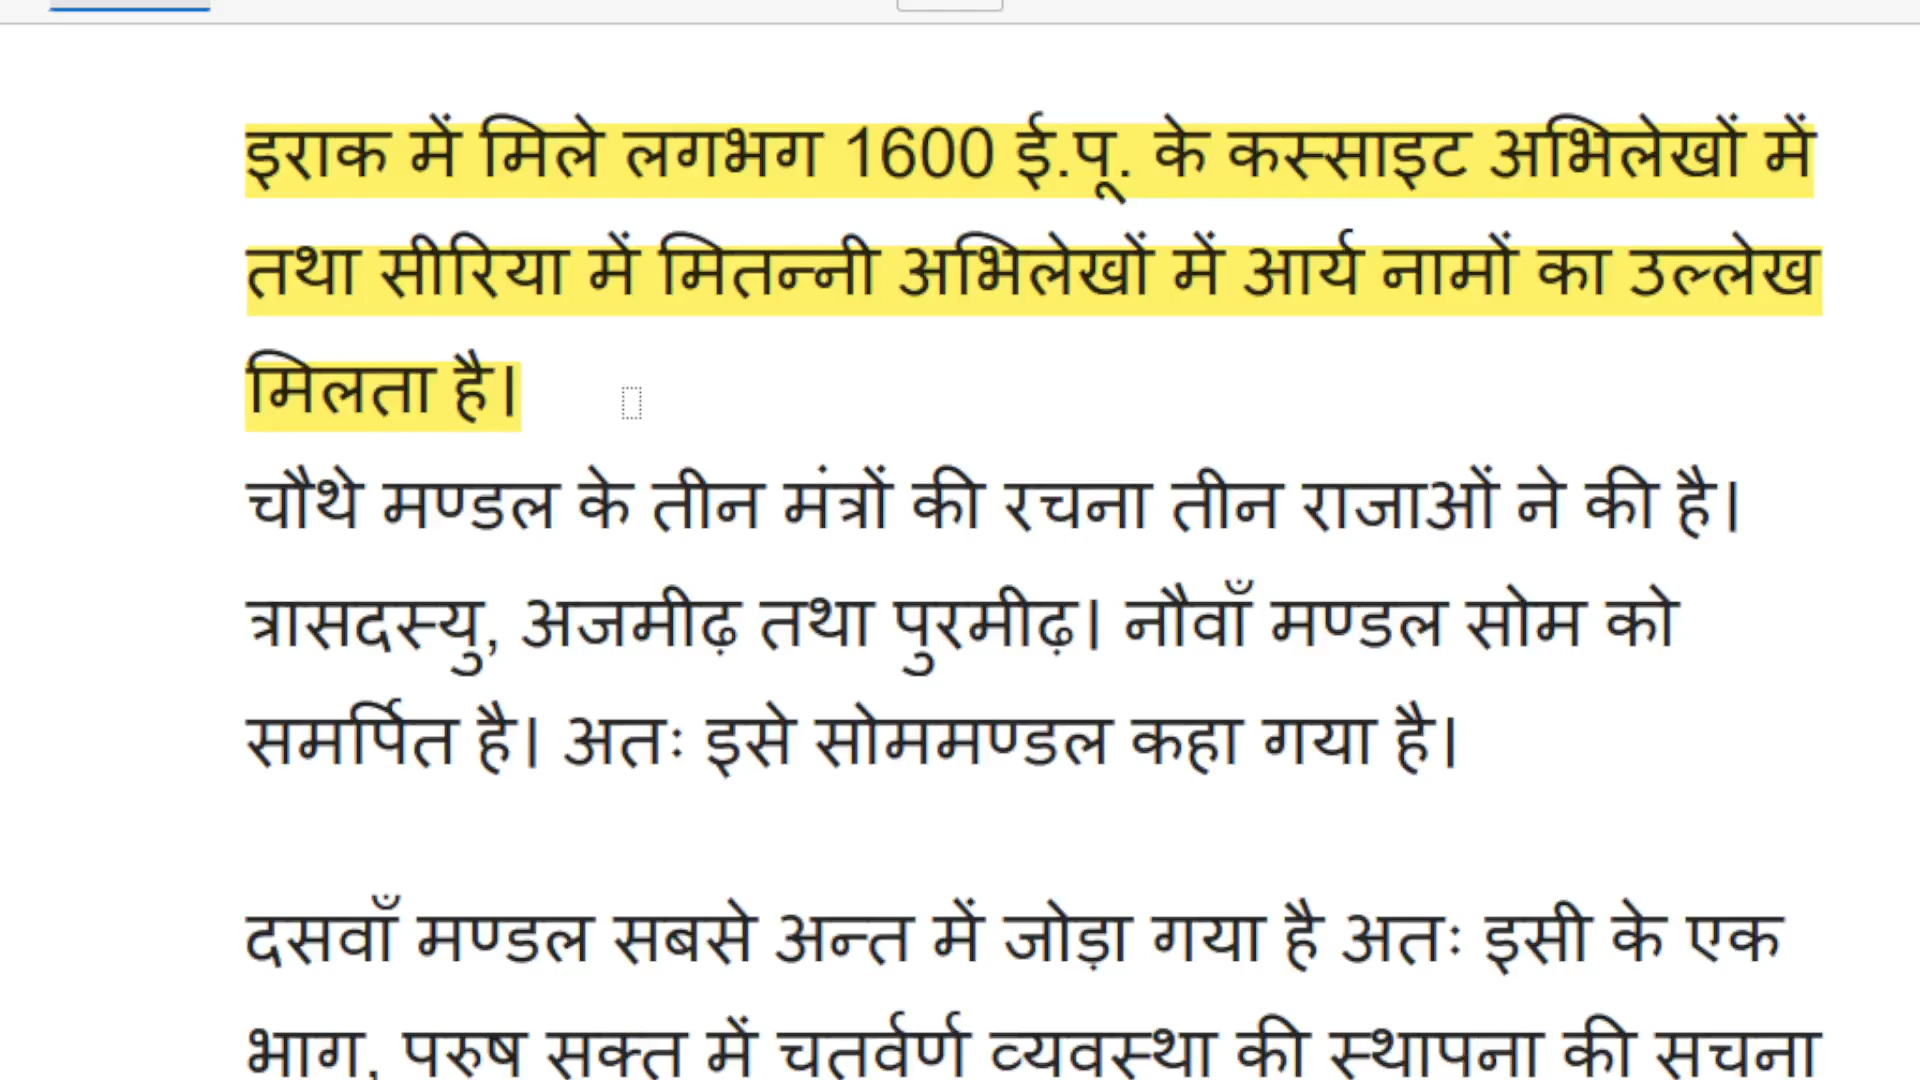 इराक में मिले लगभग 1600 ई.पू. के कस्साइट अभिलेखों में
तथा सीरिया में मितन्नी अभिलेखों में आर्य नामों का उल्लेख
मिलता है।
चौथे मण्डल के तीन मंत्रों की रचना तीन राजाओं ने की है।
त्रासदस्यु, अजमीढ़ तथा पुरमीढ़। नौवाँ मण्डल सोम को
समर्पित है। अतः इसे सोममण्डल कहा गया है।
दसवाँ मण्डल सबसे अन्त में जोड़ा गया है अतः इसी के एक
भाग, पुरुष सूक्त में चतुर्वर्ण व्यवस्था की स्थापना की सूचना